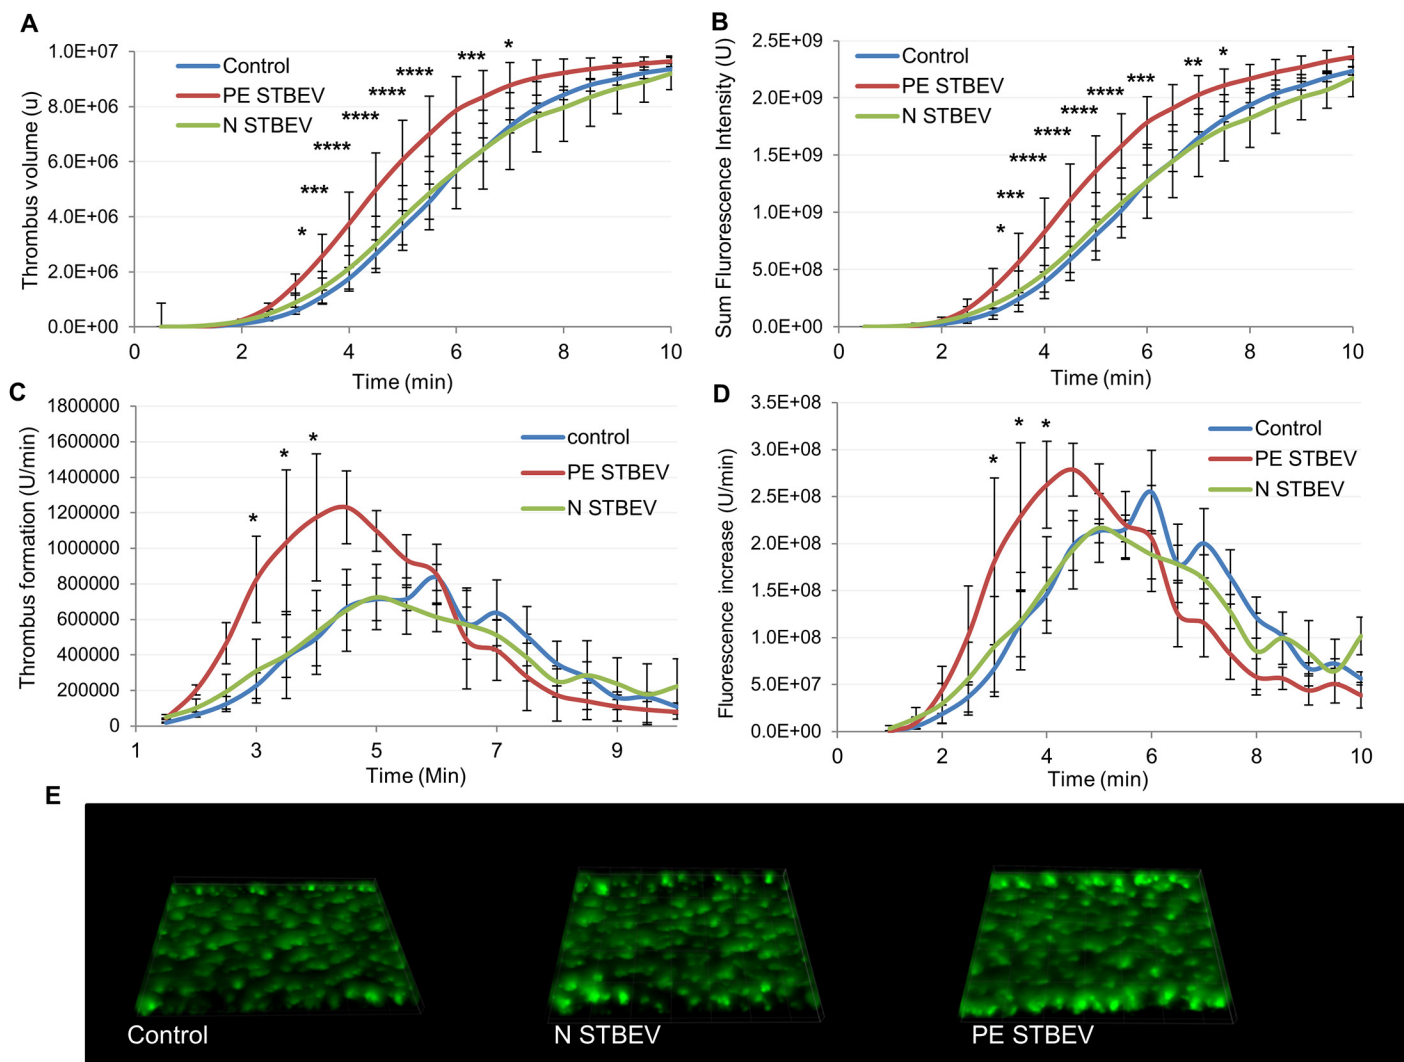 A
Thrombus volume (u)
1.0E+07
8.0E+06
6.0E+06
4.0E+06
2.0E+06
0.0E+00
Control
PE STBEV
N STBEV
*
***
****
****
****
****
***
*
0
2
4
6
8
10
Time (min)
B
Sum Fluorescence Intensity (U)
2.5E+09
2.0E+09
1.5E+09
1.0E+09
5.0E+08
0.0E+00
Control
PE STBEV
N STBEV
*
***
****
****
****
****
***
**
*
0
2
4
6
8
10
Time (min)
C
Thrombus formation (U/min)
1800000
1600000
1400000
1200000
1000000
800000
600000
400000
200000
0
control
PE STBEV
N STBEV
*
*
*
1
3
5
7
9
Time (Min)
D
Fluorescence increase (U/min)
3.5E+08
3.0E+08
2.5E+08
2.0E+08
1.5E+08
1.0E+08
5.0E+07
0.0E+00
Control
PE STBEV
N STBEV
*
*
*
0
2
4
6
8
10
Time (min)
E
Control
N STBEV
PE STBEV